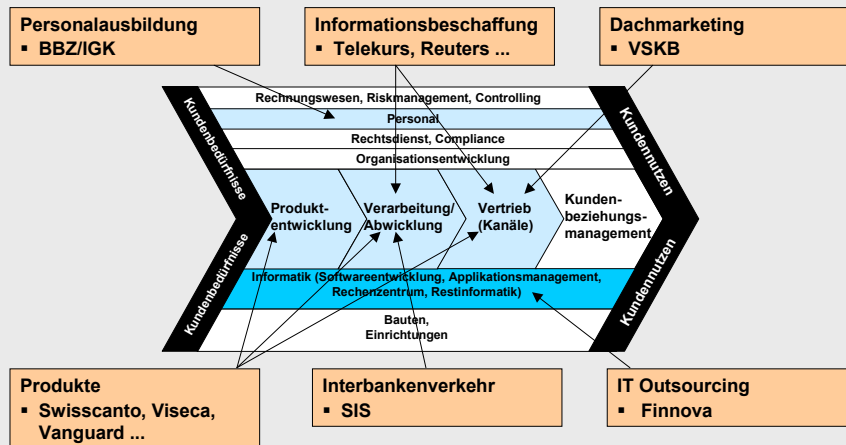 Personalausbildung
▪ BBZ/IGK
Informationsbeschaffung
▪ Telekurs, Reuters ...
Dachmarketing
▪ VSKB
Kundenbedürfnisse
Kundenbedürfnisse
Rechnungswesen, Riskmanagement, Controlling
Personal
Rechtsdienst, Compliance
Organisationsentwicklung
Produkt-
entwicklung
Verarbeitung/
Abwicklung
Vertrieb
(Kanäle)
Kunden-
beziehungs-
management
Informatik (Softwareentwicklung, Applikationsmanagement,
Rechenzentrum, Restinformatik)
Bauten,
Einrichtungen
Kundennutzen
Kundennutzen
Produkte
▪ Swisscanto, Viseca,
Vanguard ...
Interbankenverkehr
▪ SIS
IT Outsourcing
▪ Finnova